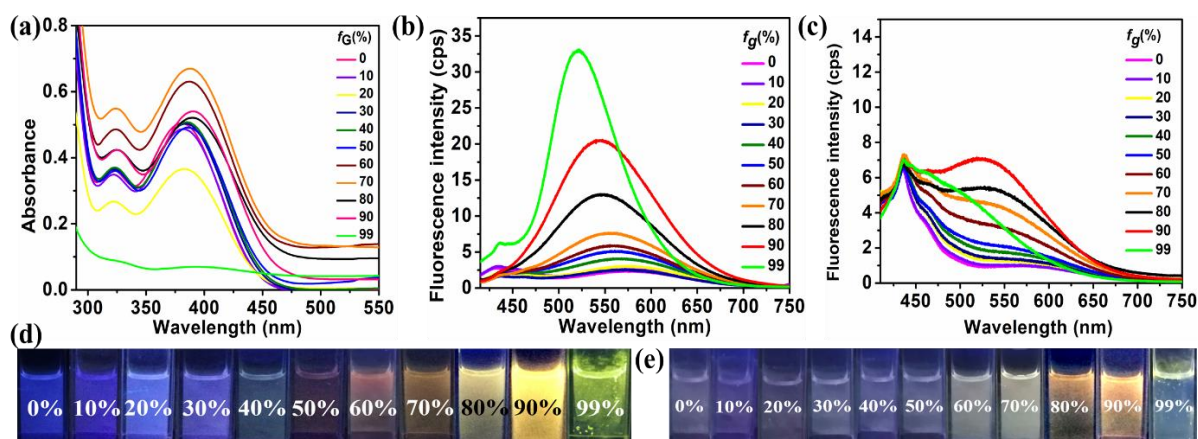 (a)
0.8
0.6
0.4
0.2
0.0
Absorbance
300 350 400 450 500 550
Wavelength (nm)
fG(%)
0
10
20
30
40
50
60
70
80
90
99
(b)
35
30
25
20
15
10
5
0
Fluorescence intensity (cps)
450 500 550 600 650 700 750
Wavelength (nm)
fg(%)
0
10
20
30
40
50
60
70
80
90
99
(c)
14
12
10
8
6
4
2
0
Fluorescence intensity (cps)
450 500 550 600 650 700 750
Wavelength (nm)
fg(%)
0
10
20
30
40
50
60
70
80
90
99
(d)
0% 10% 20% 30% 40% 50% 60% 70% 80% 90% 99%
(e)
0% 10% 20% 30% 40% 50% 60% 70% 80% 90% 99%